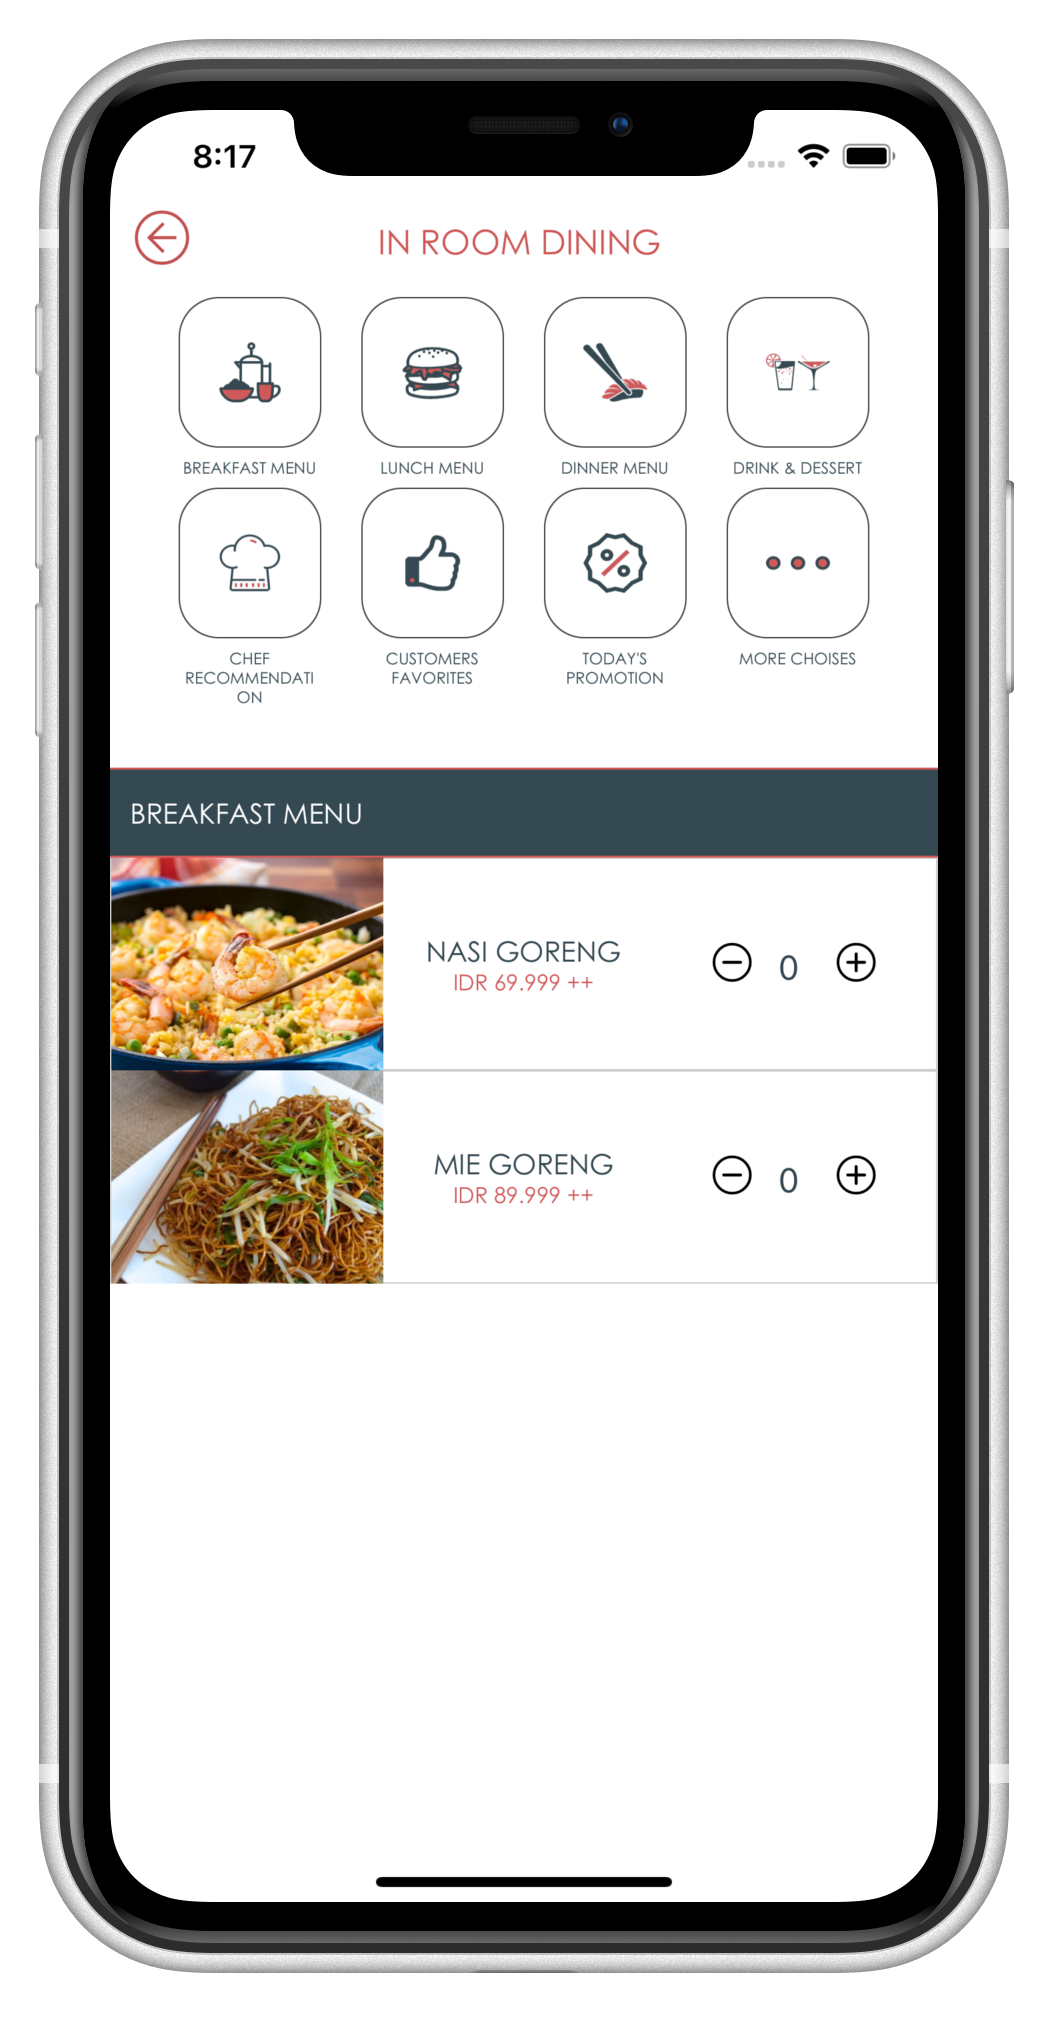 8:17
IN ROOM DINING
BREAKFAST MENU
LUNCH MENU
DINNER MENU
DRINK & DESSERT
CHEF
RECOMMENDATI
ON
CUSTOMERS
FAVORITES
TODAY'S
PROMOTION
MORE CHOISES
BREAKFAST MENU
NASI GORENG
IDR 69.999 ++
0
MIE GORENG
IDR 89.999 ++
0